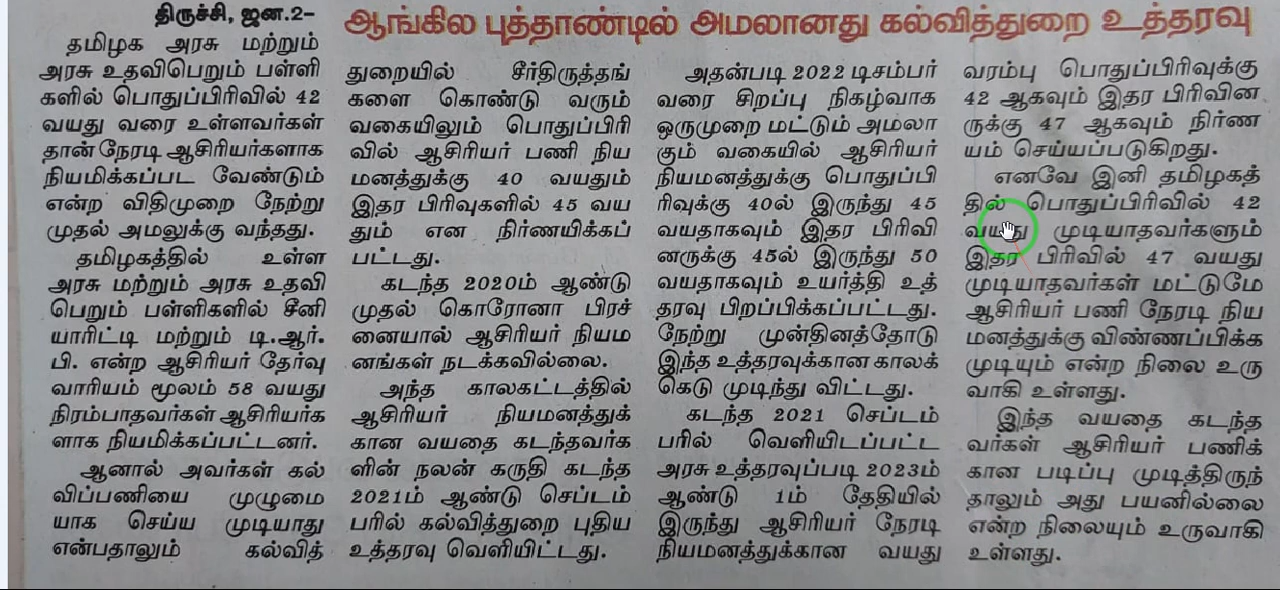 திருச்சி, ஜன.2-
ஆங்கில புத்தாண்டில் அமலானது கல்வித்துறை உத்தரவு
தமிழக அரசு மற்றும்
அரசு உதவிபெறும் பள்ளி
களில் பொதுப்பிரிவில் 42
வயது வரை உள்ளவர்கள்
தான் நேரடி ஆசிரியர்களாக
நியமிக்கப்பட வேண்டும்
என்ற விதிமுறை நேற்று
முதல் அமலுக்கு வந்தது.
தமிழகத்தில் உள்ள
அரசு மற்றும் அரசு உதவி
பெறும் பள்ளிகளில் சீனி
யாரிட்டி மற்றும் டி.ஆர்.
பி. என்ற ஆசிரியர் தேர்வு
வாரியம் மூலம் 58 வயது
நிரம்பாதவர்கள் ஆசிரியர்க
ளாக நியமிக்கப்பட்டனர்.
ஆனால் அவர்கள் கல்
விப்பணியை முழுமை
யாக செய்ய முடியாது
என்பதாலும் கல்வித்
துறையில் சீர்திருத்தங்
களை கொண்டு வரும்
வகையிலும் பொதுப்பிரி
வில் ஆசிரியர் பணி நிய
மனத்துக்கு 40 வயதும்
இதர பிரிவுகளில் 45 வய
தும் என நிர்ணயிக்கப்
பட்டது.
கடந்த 2020ம் ஆண்டு
முதல் கொரோனா பிரச்
னையால் ஆசிரியர் நியம
னங்கள் நடக்கவில்லை.
அந்த காலகட்டத்தில்
ஆசிரியர் நியமனத்துக்
கான வயதை கடந்தவர்க
ளின் நலன் கருதி கடந்த
2021ம் ஆண்டு செப்டம்
பரில் கல்வித்துறை புதிய
உத்தரவு வெளியிட்டது.
அதன்படி 2022 டிசம்பர்
வரை சிறப்பு நிகழ்வாக
ஒருமுறை மட்டும் அமலா
கும் வகையில் ஆசிரியர்
நியமனத்துக்கு பொதுப்பி
ரிவுக்கு 40ல் இருந்து 45
வயதாகவும் இதர பிரிவி
னருக்கு 45ல் இருந்து 50
வயதாகவும் உயர்த்தி உத்
தரவு பிறப்பிக்கப்பட்டது.
நேற்று முன்தினத்தோடு
இந்த உத்தரவுக்கான காலக்
கெடு முடிந்து விட்டது.
கடந்த 2021 செப்டம்
பரில் வெளியிடப்பட்ட
அரசு உத்தரவுப்படி 2023ம்
ஆண்டு 1ம் தேதியில்
இருந்து ஆசிரியர் நேரடி
நியமனத்துக்கான வயது
வரம்பு பொதுப்பிரிவுக்கு
42 ஆகவும் இதர பிரிவின
ருக்கு 47 ஆகவும் நிர்ண
யம் செய்யப்படுகிறது.
எனவே இனி தமிழகத்
தில் பொதுப்பிரிவில் 42
வயது முடியாதவர்களும்
இதர பிரிவில் 47 வயது
முடியாதவர்கள் மட்டுமே
ஆசிரியர் பணி நேரடி நிய
மனத்துக்கு விண்ணப்பிக்க
முடியும் என்ற நிலை உரு
வாகி உள்ளது.
இந்த வயதை கடந்த
வர்கள் ஆசிரியர் பணிக்
கான படிப்பு முடித்திருந்
தாலும் அது பயனில்லை
என்ற நிலையும் உருவாகி
உள்ளது.